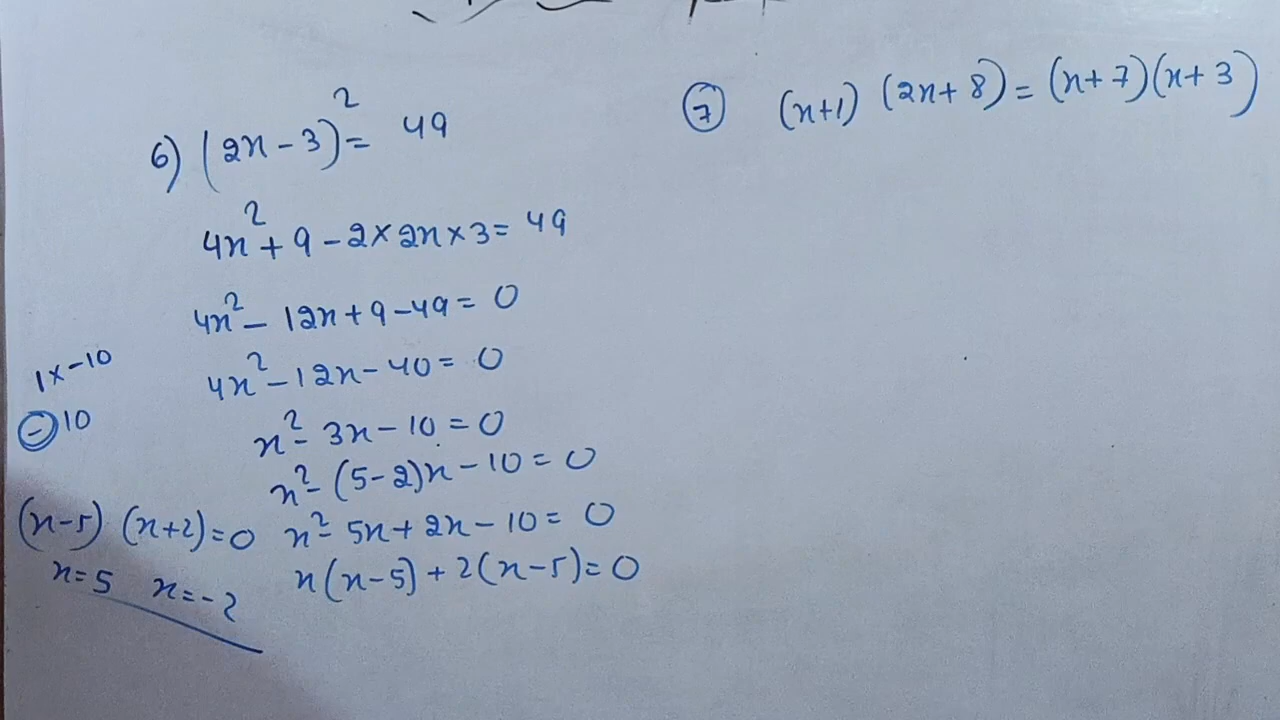 6) (2x - 3)² = 49
4x² + 9 - 2 × 2x × 3 = 49
4x² - 12x + 9 - 49 = 0
4x² - 12x - 40 = 0
x² - 3x - 10 = 0
x² - (5 - 2)x - 10 = 0
x² - 5x + 2x - 10 = 0
x(x - 5) + 2(x - 5) = 0
1 x - 10
- 10
(x - 5) (x + 2) = 0
x = 5 x = -2
7 (x + 1) (2x + 8) = (x + 7)(x + 3)